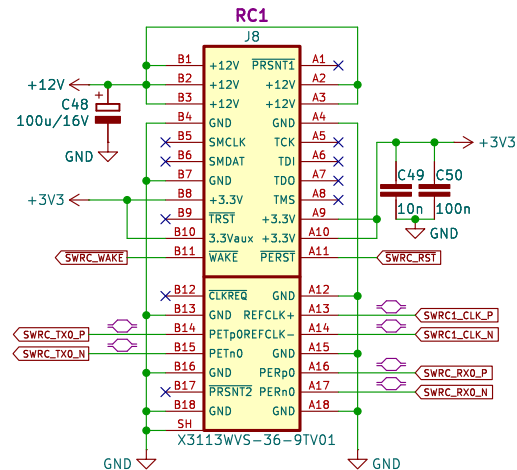 RC1
J8
B1 +12V PRSNT1 A1
+12V B2 +12V +12V A2
B3 +12V +12V A3
C48
100u/16V
B4 GND GND A4
B5 SMCLK TCK A5
+3V3
GND
B6 SMDAT TDI A6
C49 C50
B7 GND TDO A7
+3V3 B8 +3.3V TMS A8
10n 100n
B9 TRST +3.3V A9
GND
B10 3.3Vaux +3.3V A10
SWRC_WAKE B11 WAKE PERST A11 SWRC_RST
B12 CLKREQ GND A12
B13 GND REFCLK+ A13 SWRC1_CLK_P
SWRC_TX0_P B14 PETp0 REFCLK- A14 SWRC1_CLK_N
SWRC_TX0_N B15 PETn0 GND A15
B16 GND PERp0 A16 SWRC_RX0_P
B17 PRSNT2 PERn0 A17 SWRC_RX0_N
B18 GND GND A18
SH
X3113WVS-36-9TV01
GND GND